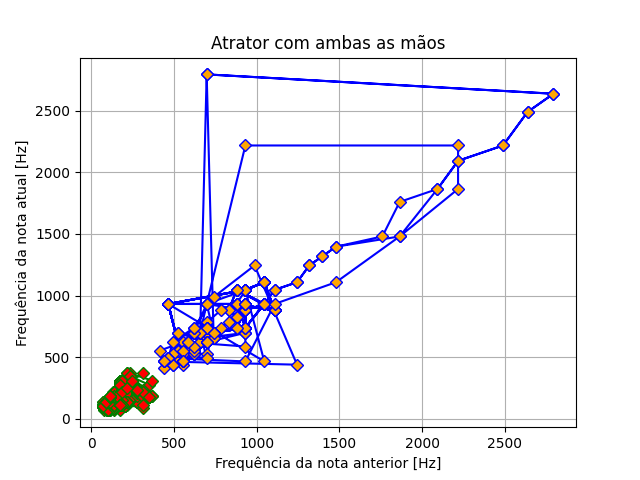 Atrator com ambas as mãos
Frequência da nota atual [Hz]
2500
2000
1500
1000
500
0
0 500 1000 1500 2000 2500
Frequência da nota anterior [Hz]